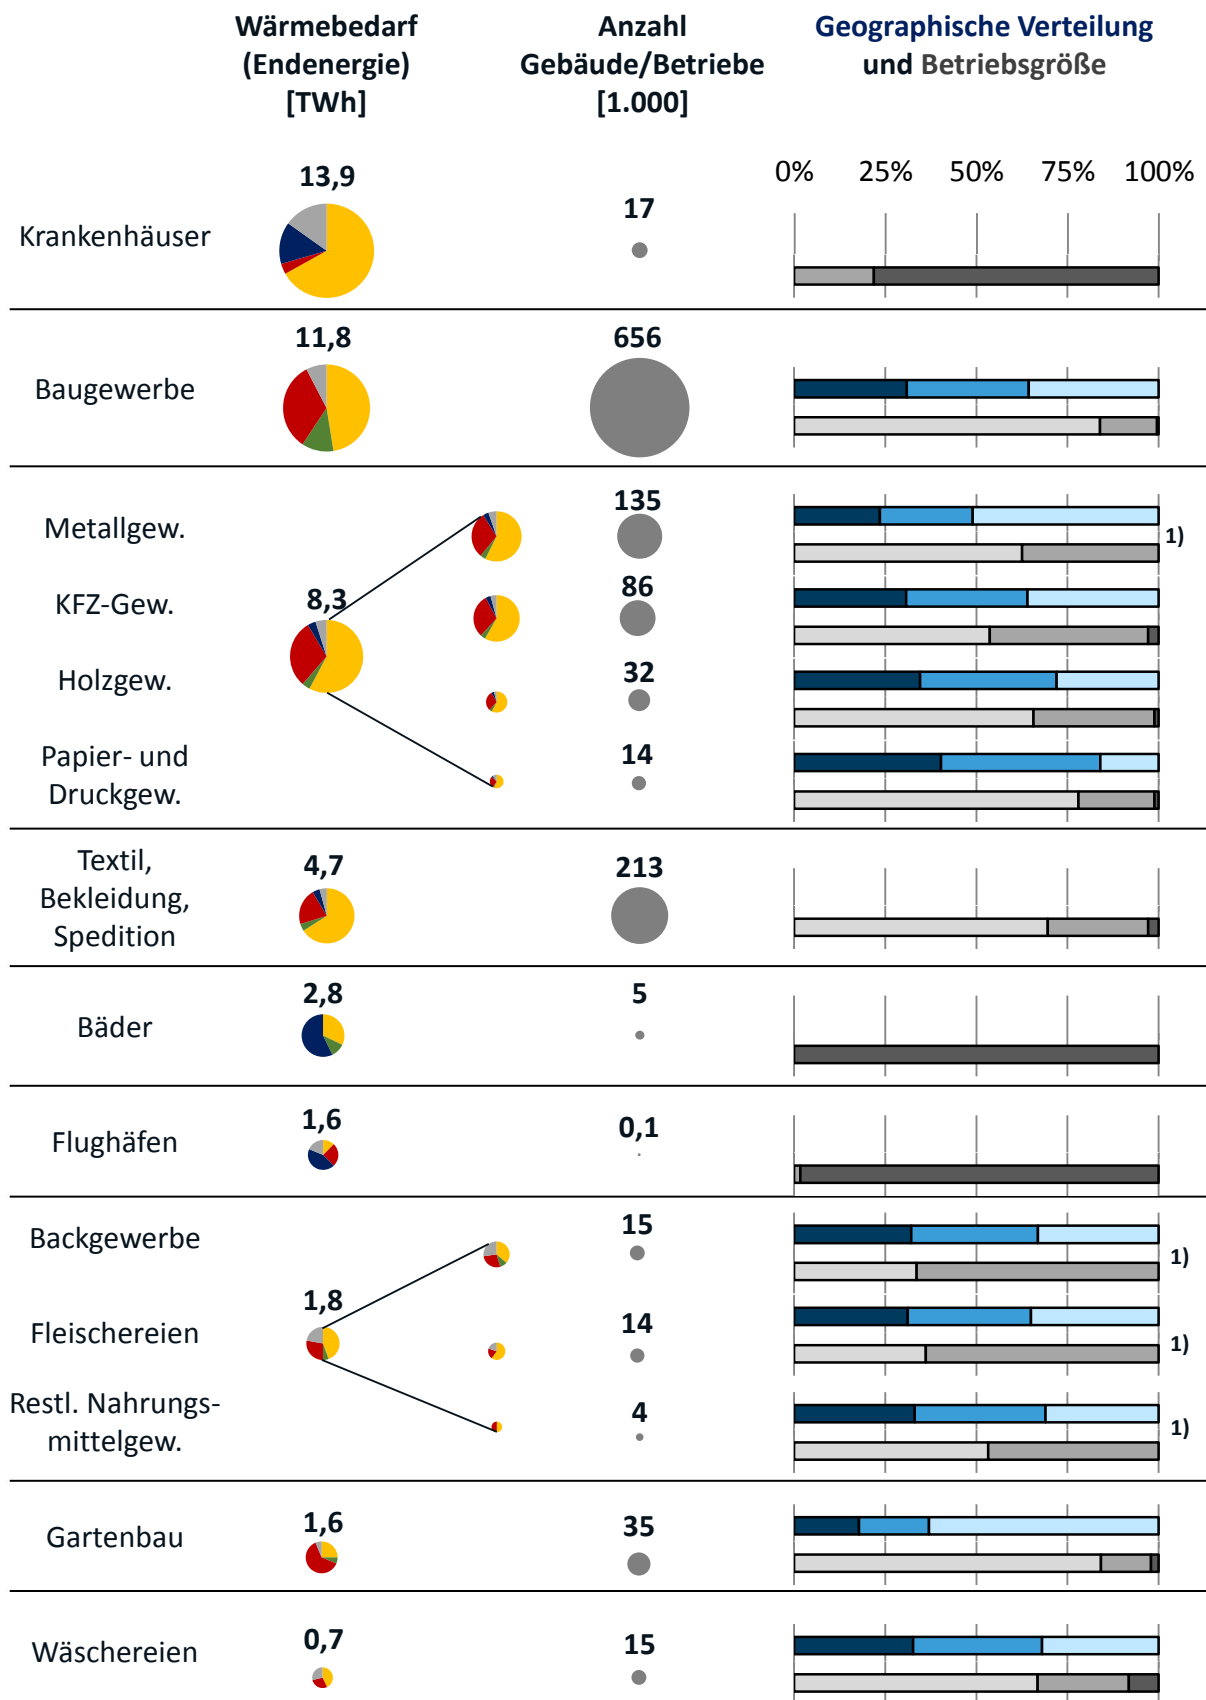 Wärmebedarf
(Endenergie)
[TWh]
Anzahl
Gebäude/Betriebe
[1.000]
Geographische Verteilung
und Betriebsgröße
0% 25% 50% 75% 100%
Krankenhäuser
13,9
17
Baugewerbe
11,8
656
Metallgew.
135
1)
KFZ-Gew.
8,3
86
Holzgew.
32
Papier- und
Druckgew.
14
Textil,
Bekleidung,
Spedition
4,7
213
Bäder
2,8
5
Flughäfen
1,6
0,1
Backgewerbe
15
1)
Fleischereien
1,8
14
1)
Restl. Nahrungs-
mittelgew.
4
1)
Gartenbau
1,6
35
Wäschereien
0,7
15